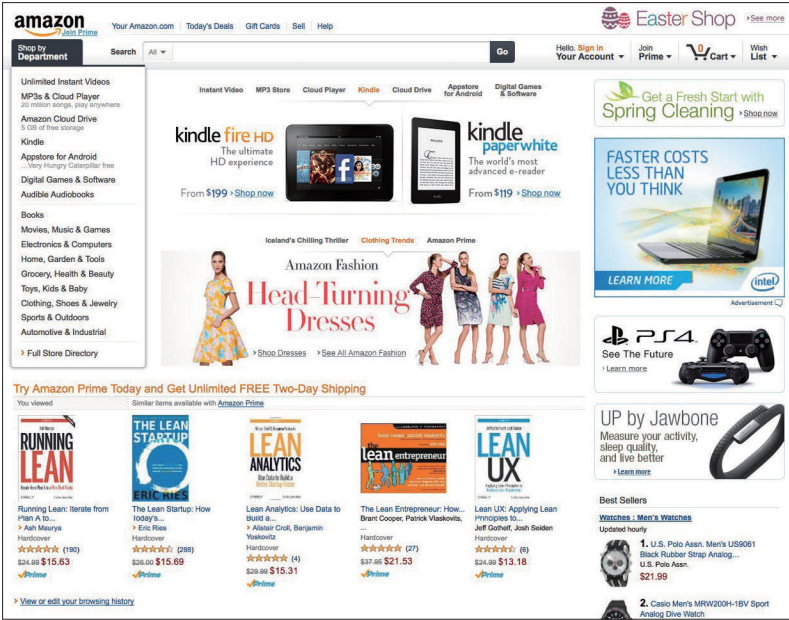 amazon
Join Prime
Your Amazon.com
Today's Deals
Gift Cards
Sell
Help
Easter Shop
See more
Shop by
Department
Search
All
Go
Hello. Sign in
Your Account
Join
Prime
0
Cart
Wish
List
Unlimited Instant Videos
MP3s & Cloud Player
20 million songs, play anywhere
Amazon Cloud Drive
5 GB of free storage
Kindle
Appstore for Android
...Very Hungry Caterpillar free
Digital Games & Software
Audible Audiobooks
Books
Movies, Music & Games
Electronics & Computers
Home, Garden & Tools
Grocery, Health & Beauty
Toys, Kids & Baby
Clothing, Shoes & Jewelry
Sports & Outdoors
Automotive & Industrial
Full Store Directory
Instant Video
MP3 Store
Cloud Player
Kindle
Cloud Drive
Appstore
for Android
Digital Games
& Software
kindle fire HD
The ultimate
HD experience
From $199 Shop now
kindle
paperwhite
The world's most
advanced e-reader
From $119 Shop now
Iceland's Chilling Thriller
Clothing Trends
Amazon Prime
Amazon Fashion
Head-Turning
Dresses
Shop Dresses
See All Amazon Fashion
Get a Fresh Start with
Spring Cleaning
Shop now
FASTER COSTS
LESS THAN
YOU THINK
LEARN MORE
intel
Advertisement
PS4
See The Future
Learn more
UP by Jawbone
Measure your activity,
sleep quality,
and live better
Learn more
Try Amazon Prime Today and Get Unlimited FREE Two-Day Shipping
You viewed
Similar items available with Amazon Prime
RUNNING
LEAN
Running Lean: Iterate from
Plan A to...
Ash Maurya
Hardcover
(190)
$24.99 $15.63
Prime
THE LEAN
STARTUP
ERIC RIES
The Lean Startup: How
Today's...
Eric Ries
Hardcover
(288)
$26.00 $15.69
Prime
LEAN
ANALYTICS
Use Data to Build a
Better Startup Faster
Lean Analytics: Use Data to
Build a...
Alistair Croll, Benjamin
Yoskovitz
Hardcover
(4)
$29.99 $15.31
Prime
the
lean entrepreneur
The Lean Entrepreneur: How...
Brant Cooper, Patrick Vlaskovits,
...
Hardcover
(27)
$37.95 $21.53
Prime
LEAN
UX
Lean UX: Applying Lean
Principles to...
Jeff Gothelf, Josh Seiden
Hardcover
(6)
$24.99 $13.18
Prime
View or edit your browsing history
Best Sellers
Watches : Men's Watches
Updated hourly
1. U.S. Polo Assn. Men's US9061
Black Rubber Strap Analog...
U.S. Polo Assn.
$21.99
2. Casio Men's MRW200H-1BV Sport
Analog Dive Watch